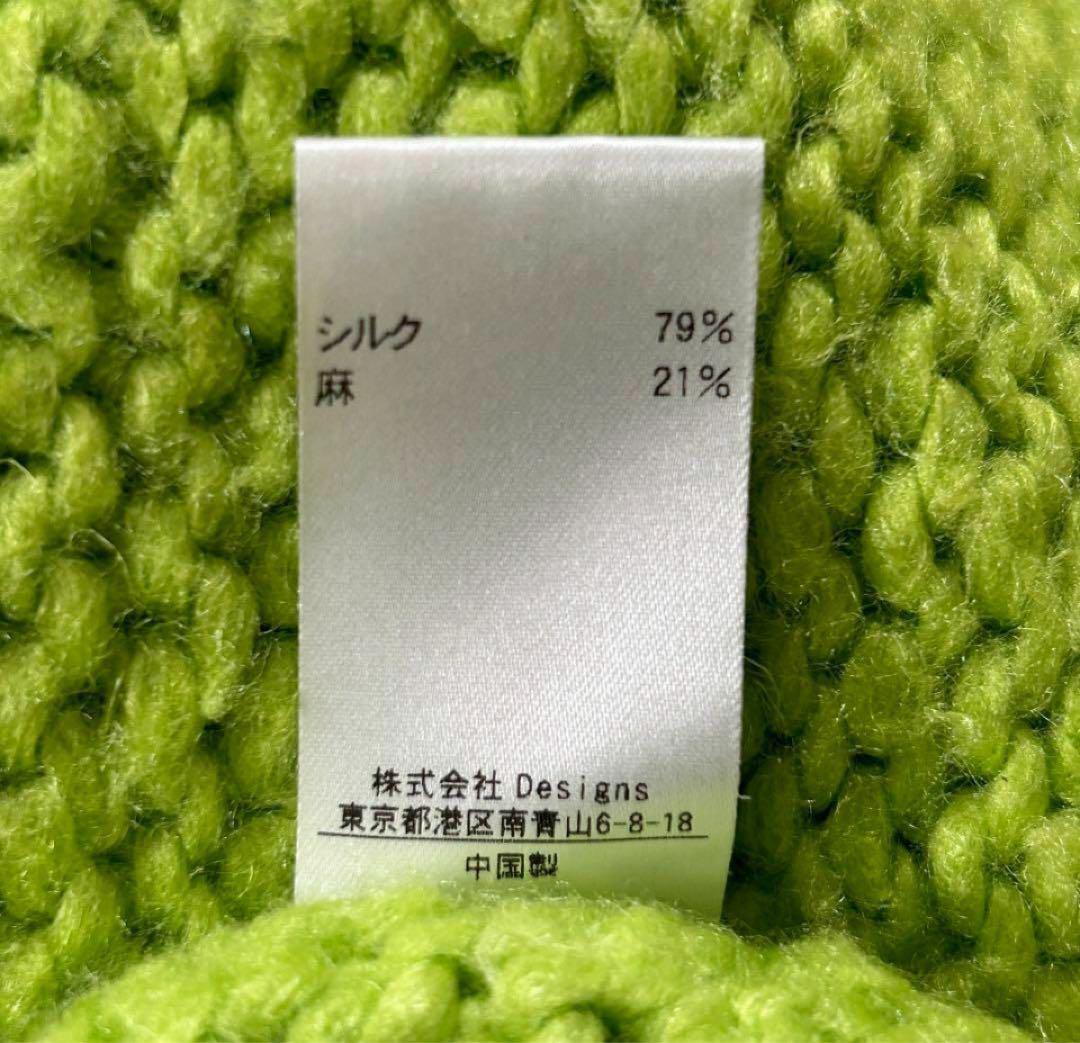 シルク 79%
麻 21%
株式会社 Designs
東京都港区南青山6-8-18
中国製